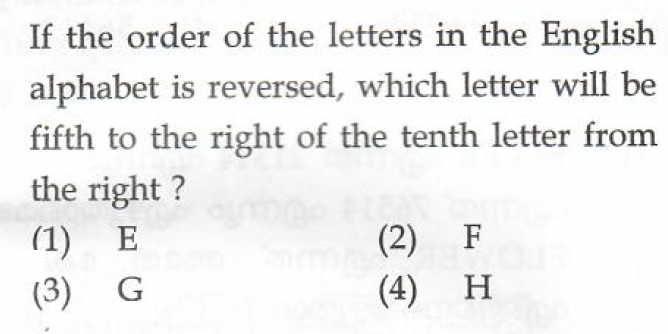 If the order of the letters in the English
alphabet is reversed, which letter will be
fifth to the right of the tenth letter from
the right ?
(1) E (2) F
(3) G (4) H